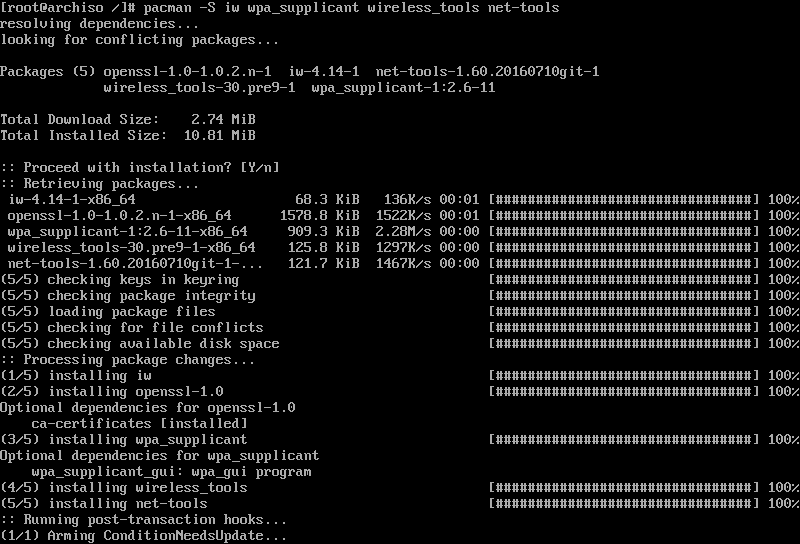 [root@archiso /]# pacman -S iw wpa_supplicant wireless_tools net-tools
resolving dependencies...
looking for conflicting packages...
Packages (5) openssl-1.0-1.0.2.n-1  iw-4.14-1  net-tools-1.60.20160710git-1
             wireless_tools-30.pre9-1  wpa_supplicant-1:2.6-11
Total Download Size:    2.74 MiB
Total Installed Size:  10.81 MiB
:: Proceed with installation? [Y/n]
:: Retrieving packages...
 iw-4.14-1-x86_64                    68.3 KiB   136K/s 00:01 [################################] 100%
 openssl-1.0-1.0.2.n-1-x86_64      1578.8 KiB  1522K/s 00:01 [################################] 100%
 wpa_supplicant-1:2.6-11-x86_64     909.3 KiB  2.28M/s 00:00 [################################] 100%
 wireless_tools-30.pre9-1-x86_64    125.8 KiB  1297K/s 00:00 [################################] 100%
 net-tools-1.60.20160710git-1-...   121.7 KiB  1467K/s 00:00 [################################] 100%
(5/5) checking keys in keyring                               [################################] 100%
(5/5) checking package integrity                             [################################] 100%
(5/5) loading package files                                  [################################] 100%
(5/5) checking for file conflicts                            [################################] 100%
(5/5) checking available disk space                          [################################] 100%
:: Processing package changes...
(1/5) installing iw                                          [################################] 100%
(2/5) installing openssl-1.0                                 [################################] 100%
Optional dependencies for openssl-1.0
    ca-certificates [installed]
(3/5) installing wpa_supplicant                              [################################] 100%
Optional dependencies for wpa_supplicant
    wpa_supplicant_gui: wpa_gui program
(4/5) installing wireless_tools                              [################################] 100%
(5/5) installing net-tools                                   [################################] 100%
:: Running post-transaction hooks...
(1/1) Arming ConditionNeedsUpdate...